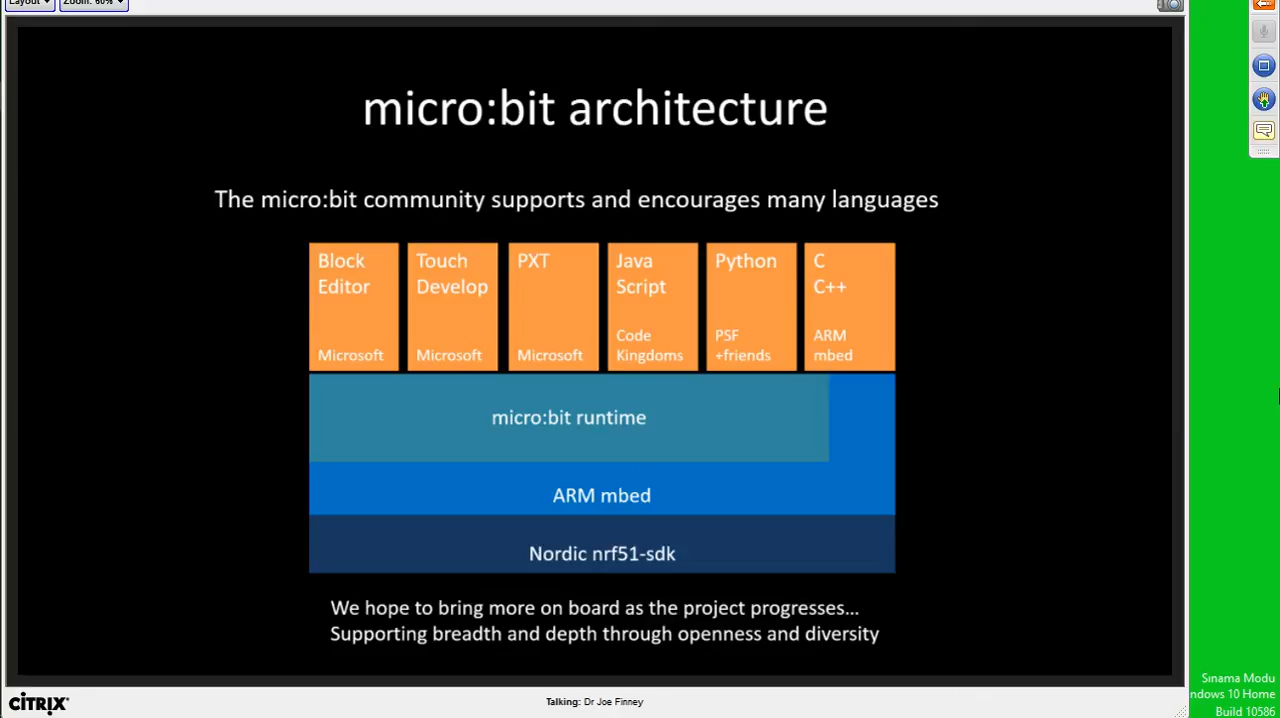 Layout
Zoom: 60%
micro:bit architecture
The micro:bit community supports and encourages many languages
Block
Editor
Microsoft
Touch
Develop
Microsoft
PXT
Microsoft
Java
Script
Code
Kingdoms
Python
PSF
+friends
C
C++
ARM
mbed
micro:bit runtime
ARM mbed
Nordic nrf51-sdk
We hope to bring more on board as the project progresses...
Supporting breadth and depth through openness and diversity
CİTRIX
Talking: Dr Joe Finney
Sınama Modu
ndows 10 Home
Build 10586